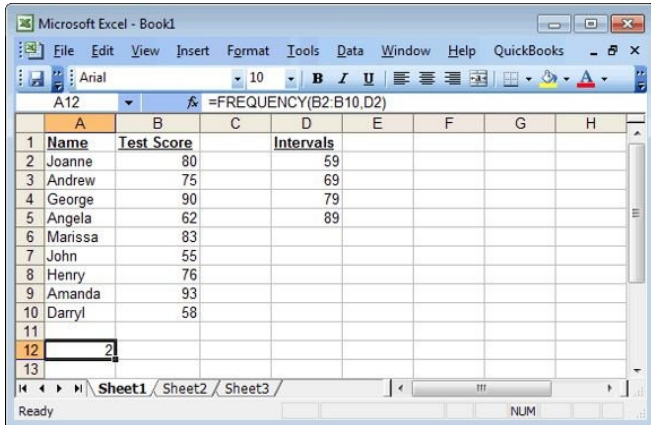 Microsoft Excel - Book1
File Edit View Insert Format Tools Data Window Help QuickBooks
Arial 10 B I U A
A12 fx =FREQUENCY(B2:B10,D2)
A B C D E F G H
1 Name Test Score Intervals
2 Joanne 80 59
3 Andrew 75 69
4 George 90 79
5 Angela 62 89
6 Marissa 83
7 John 55
8 Henry 76
9 Amanda 93
10 Darryl 58
11
12 2
13
Sheet1 Sheet2 Sheet3
Ready NUM